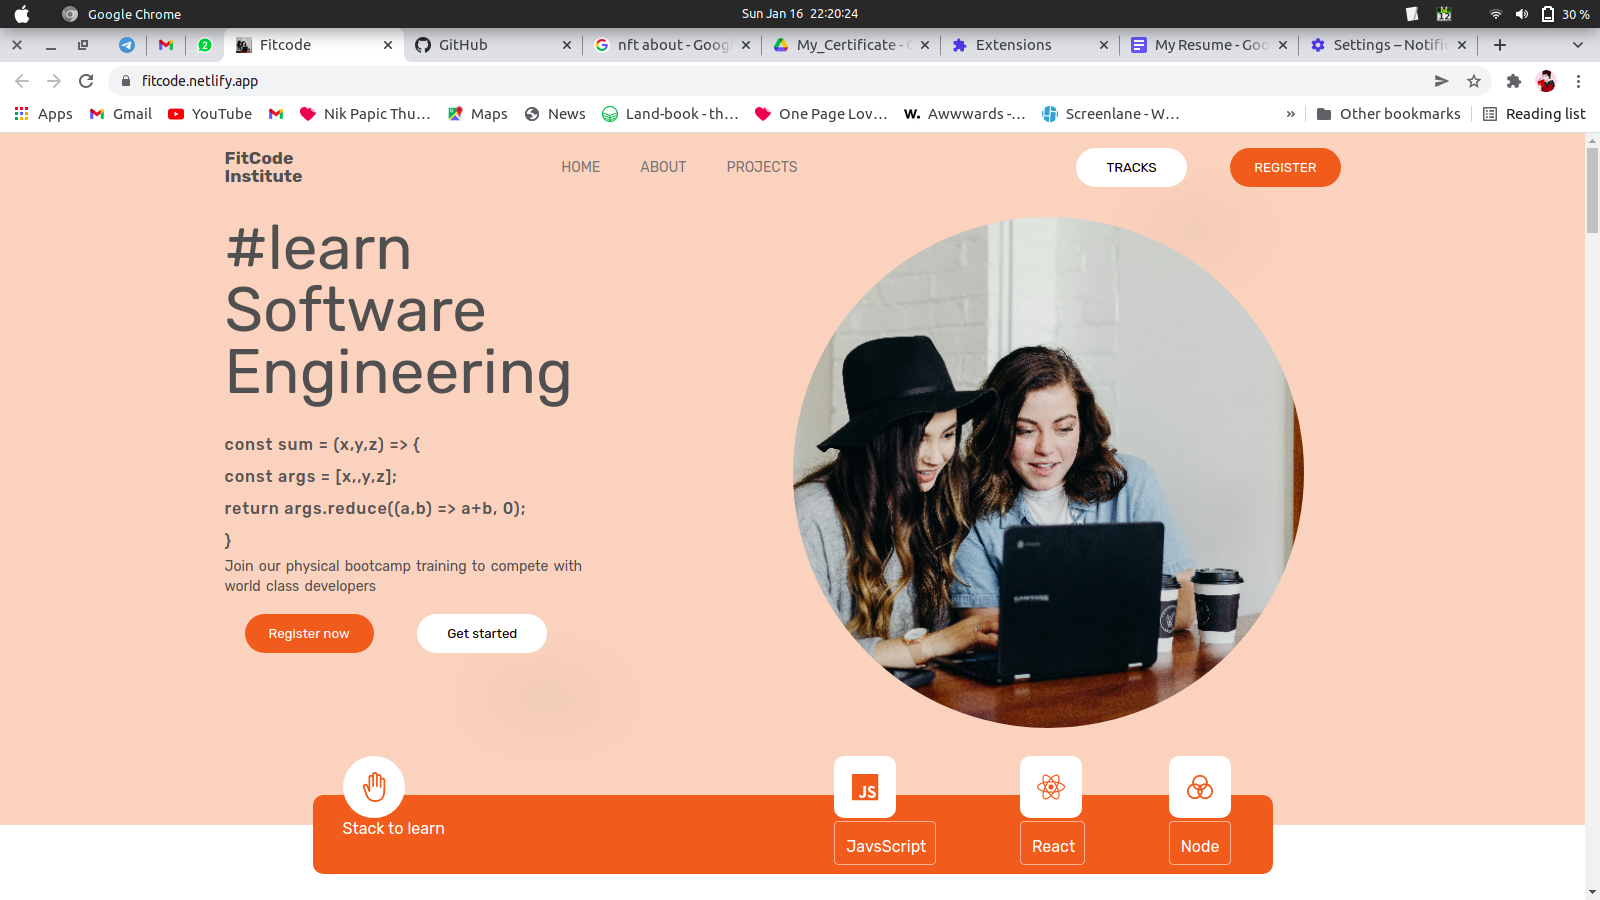 Google Chrome
Sun Jan 16 22:20:24
12
30 %
2
Fitcode
GitHub
nft about - Goog
My_Certificate - G
Extensions
My Resume - Goo
Settings – Notific
fitcode.netlify.app
Apps
Gmail
YouTube
Nik Papic Thu…
Maps
News
Land-book - th…
One Page Lov…
W. Awwwards -…
Screenlane - W…
»
Other bookmarks
Reading list
FitCode
Institute
HOME
ABOUT
PROJECTS
TRACKS
REGISTER
#learn
Software
Engineering
const sum = (x,y,z) => {
const args = [x,,y,z];
return args.reduce((a,b) => a+b, 0);
}
Join our physical bootcamp training to compete with
world class developers
Register now
Get started
SAMSUNG
JS
Stack to learn
JavsScript
React
Node